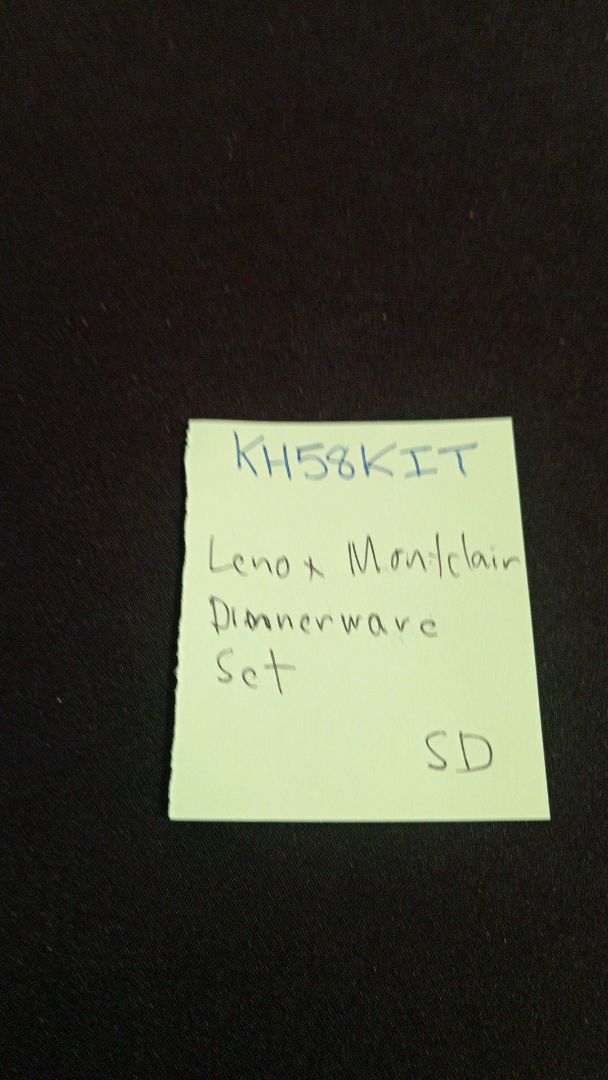 KH58KIT
Lenox Montclair
Dinnerware
Set
SD